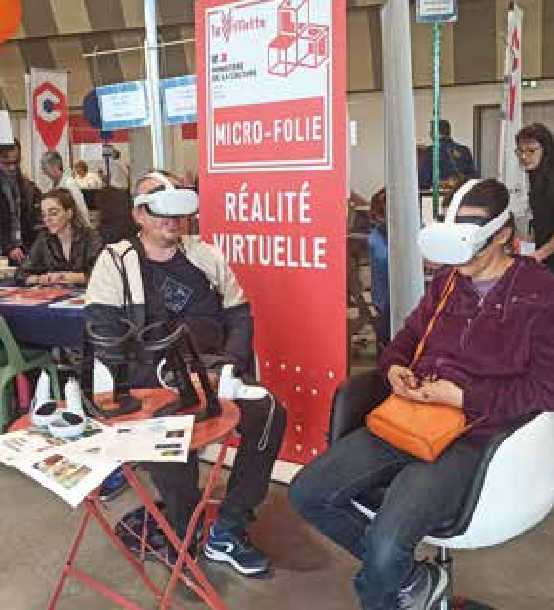 la Villette
MINISTÈRE
DE LA CULTURE
MICRO-FOLIE
RÉALITÉ
VIRTUELLE